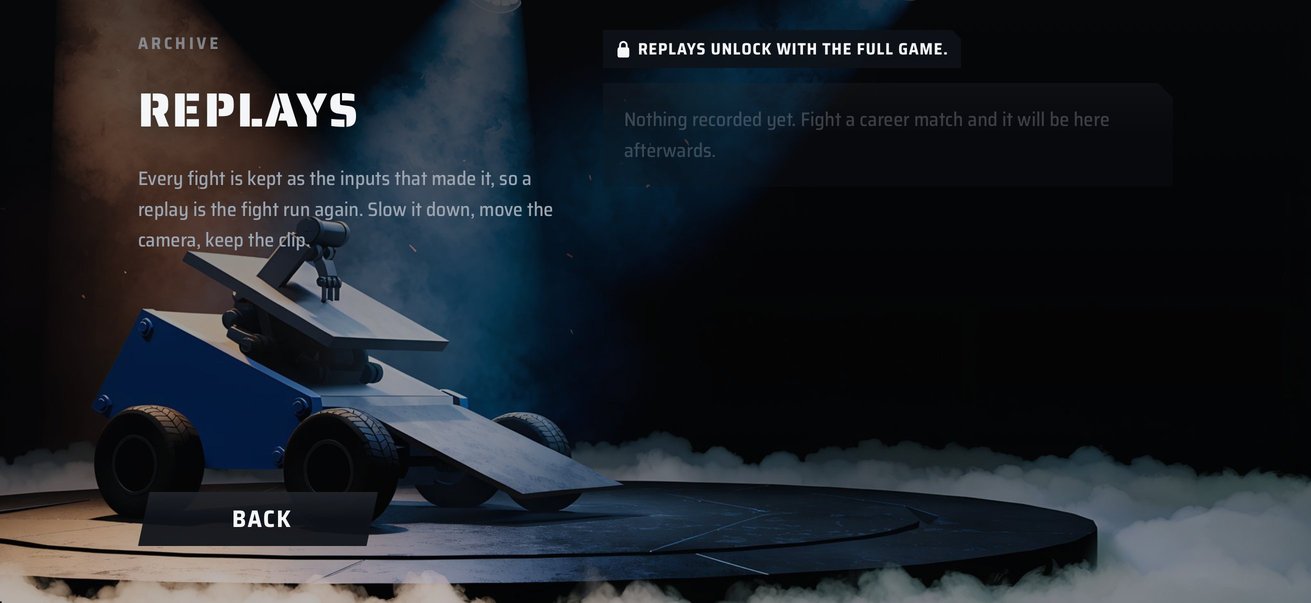 ARCHIVE
REPLAYS
Every fight is kept as the inputs that made it, so a
replay is the fight run again. Slow it down, move the
camera, keep the clip.
BACK
REPLAYS UNLOCK WITH THE FULL GAME.
Nothing recorded yet. Fight a career match and it will be here
afterwards.